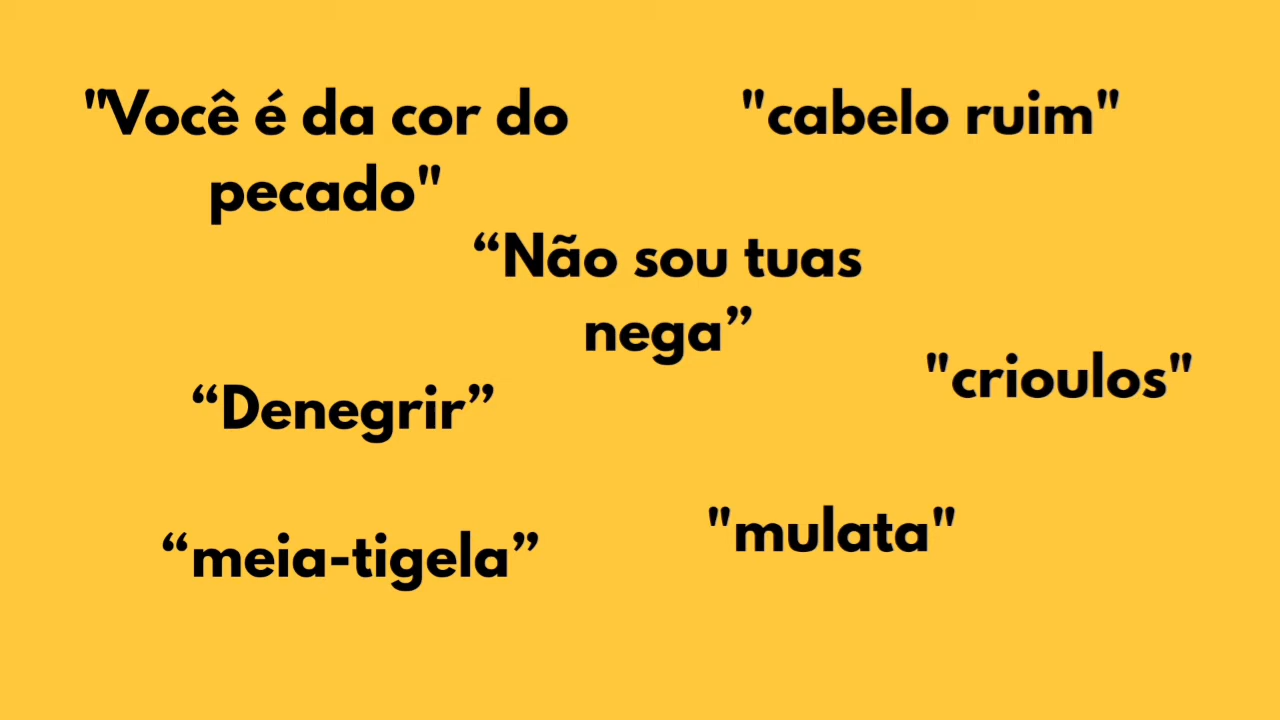 "Você é da cor do
pecado"
"cabelo ruim"
“Não sou tuas
nega”
"crioulos"
“Denegrir”
"mulata"
“meia-tigela”